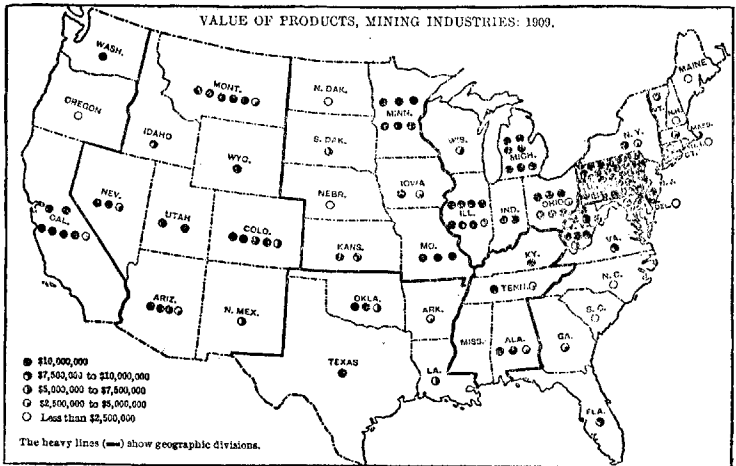 VALUE OF PRODUCTS, MINING INDUSTRIES: 1909.
WASH.
MONT.
N. DAK.
MINN.
MAINE
OREGON
IDAHO
S. DAK.
WIS.
MICH.
N.Y.
VT.
N.H.
MASS.
R.I.
CT.
WYO.
NEBR.
IOWA
ILL.
IND.
OHIO
N.J.
DEL.
NEV.
UTAH
COLO.
CAL.
KANS.
MO.
KY.
VA.
ARIZ.
N. MEX.
OKLA.
ARK.
TENN.
N. C.
S. C.
TEXAS
MISS.
ALA.
GA.
LA.
FLA.
$10,000,000
$7,500,000 to $10,000,000
$5,000,000 to $7,500,000
$2,500,000 to $5,000,000
Less than $2,500,000
The heavy lines (▬) show geographic divisions.